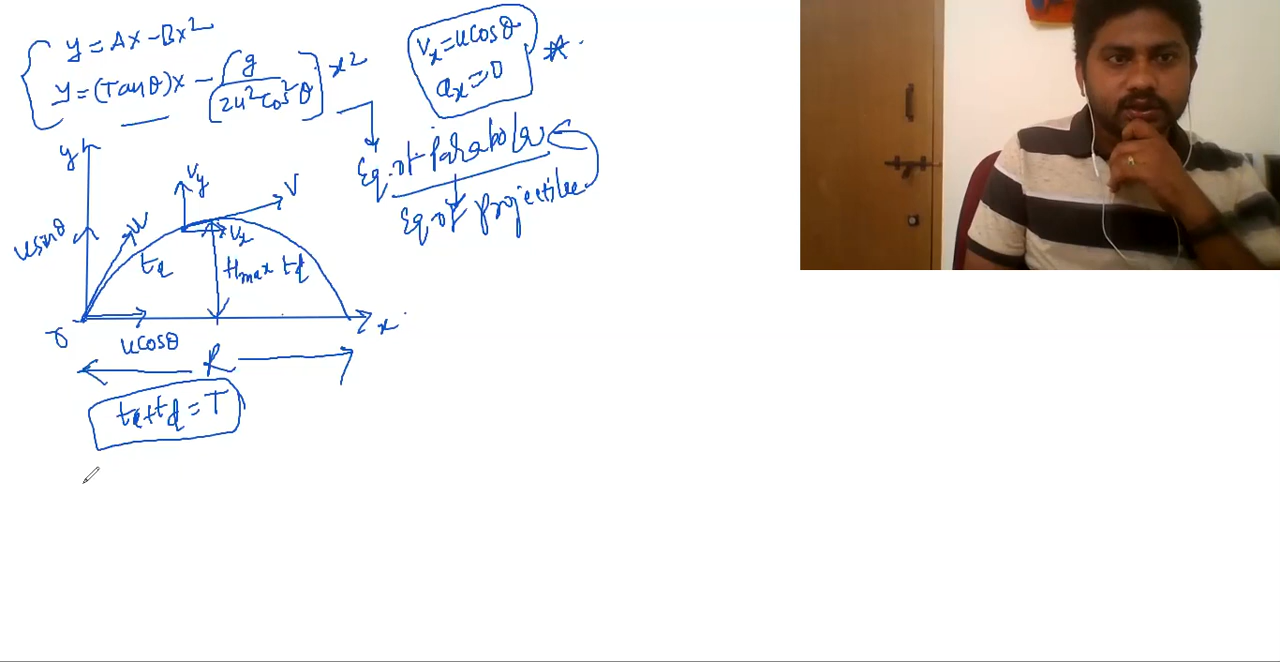 y = Ax - Bx²
y = (Tanθ)x - (g / 2u²Cos²θ) x²
Vx = ucosθ
ax = 0
Eq. of Parabola
Eq. of projectile
y
Vy
V
usinθ
u
Vx
ta
Hmax td
O
x
ucosθ
R
ta + td = T